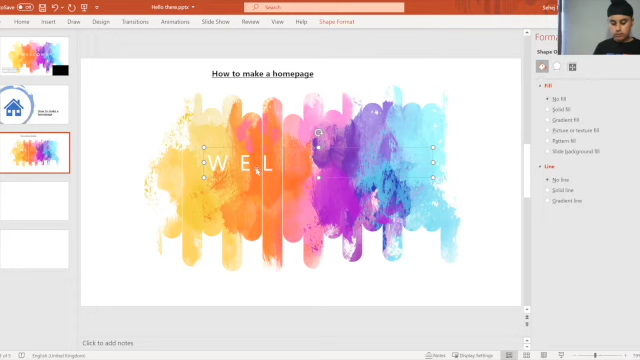 AutoSave Off
Hello there.pptx
Search
Insert Draw Design Transitions Animations Slide Show Review View Help Shape Format
How to make a homepage
W E L
Format
Shape O
Fill
No fill
Solid fill
Gradient fill
Picture or texture fill
Pattern fill
Slide background fill
Line
No line
Solid line
Gradient line
Click to add notes
English (United Kingdom)
Notes
Display Settings